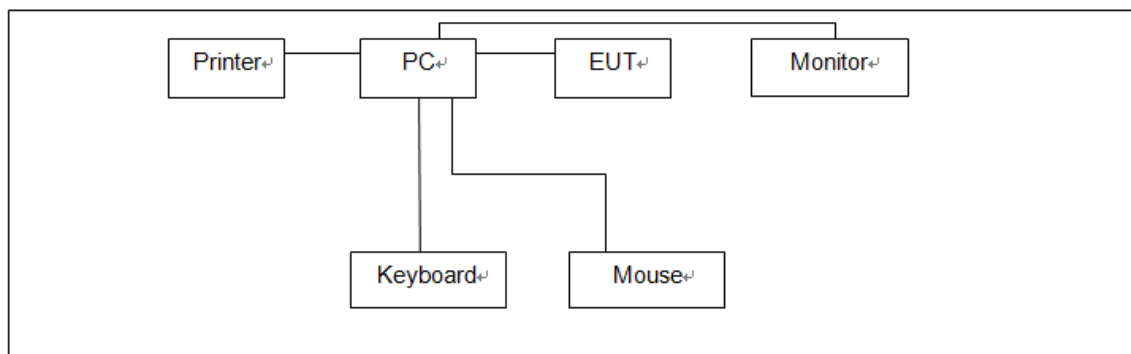 Printer
PC
EUT
Monitor
Keyboard
Mouse